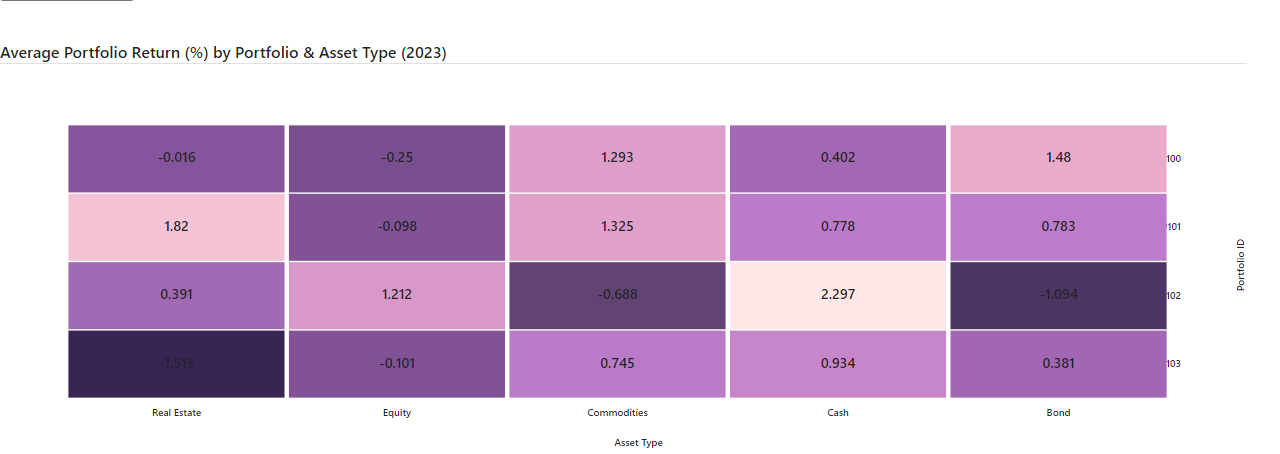 Average Portfolio Return (%) by Portfolio & Asset Type (2023)
-0.016 -0.25 1.293 0.402 1.48 100
1.82 -0.098 1.325 0.778 0.783 101
0.391 1.212 -0.688 2.297 -1.094 102
-1.513 -0.101 0.745 0.934 0.381 103
Portfolio ID
Real Estate Equity Commodities Cash Bond
Asset Type